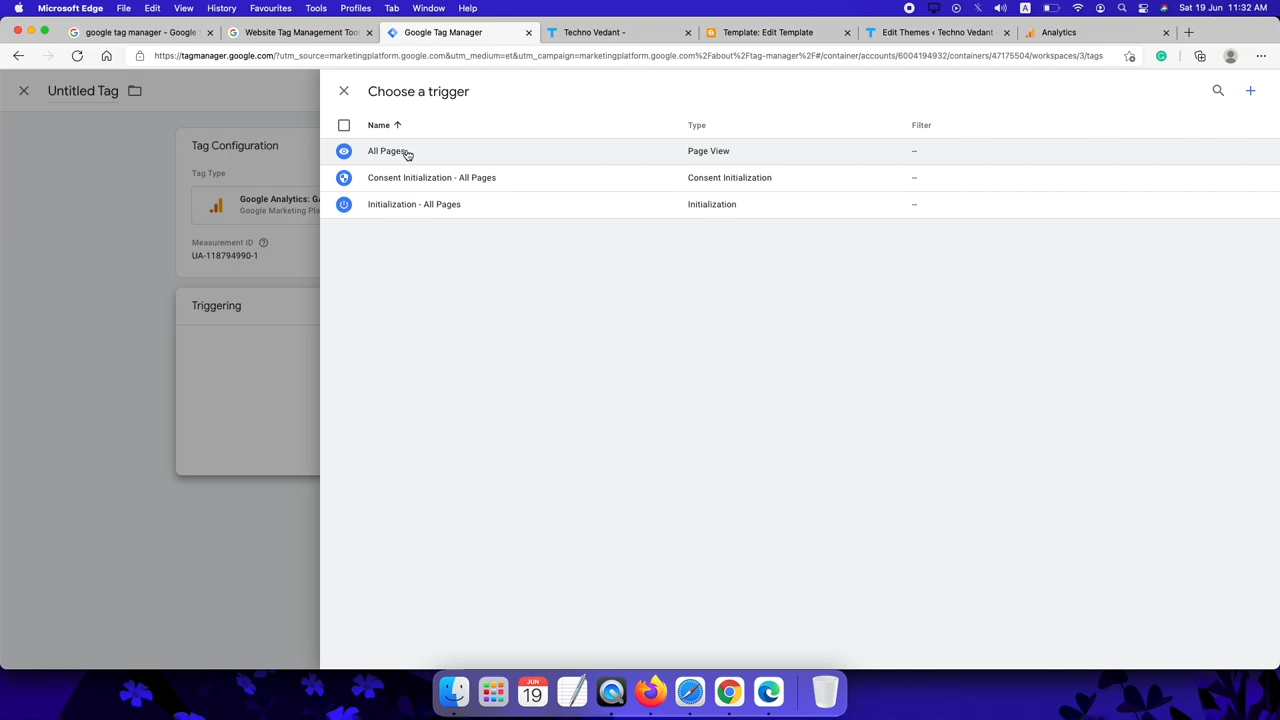 Microsoft Edge File Edit View History Favourites Tools Profiles Tab Window Help A Sat 19 Jun 11:32 AM
google tag manager - Google Website Tag Management Tool Google Tag Manager Techno Vedant - Template: Edit Template Edit Themes ‹ Techno Vedant Analytics
https://tagmanager.google.com/?utm_source=marketingplatform.google.com&utm_medium=et&utm_campaign=marketingplatform.google.com%2Fabout%2Ftag-manager%2F#/container/accounts/6004194932/containers/47175504/workspaces/3/tags
Untitled Tag
Choose a trigger
Tag Configuration
Tag Type
Google Analytics: GA
Google Marketing Pla
Measurement ID
UA-118794990-1
Triggering
Name Type Filter
All Pages Page View --
Consent Initialization - All Pages Consent Initialization --
Initialization - All Pages Initialization --
JUN
19